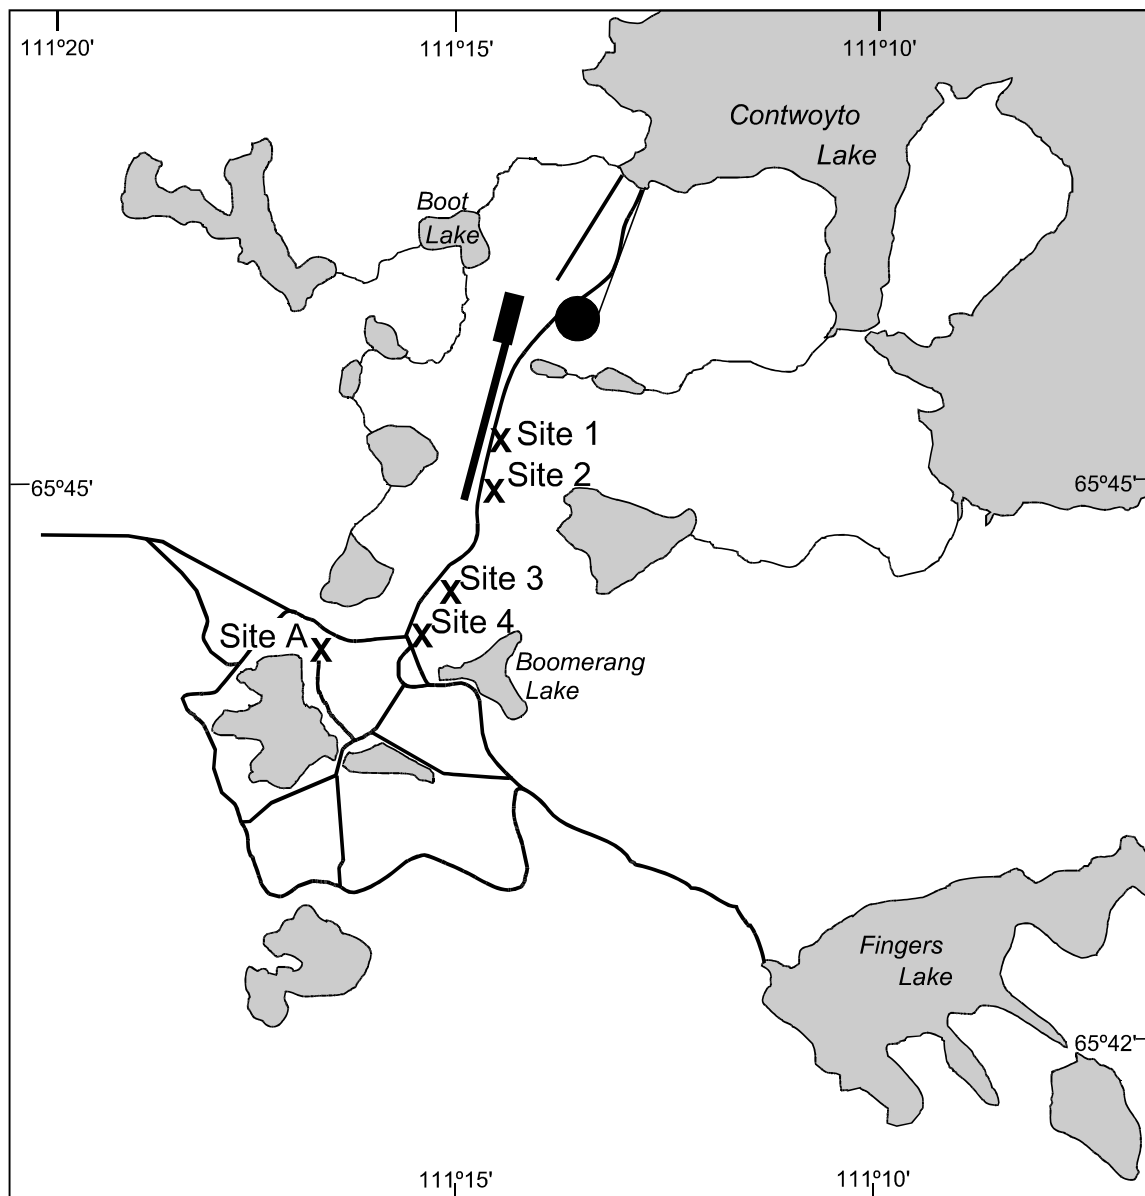 111º20'
111º15'
111º10'
Contwoyto
Lake
Boot
Lake
X Site 1
X Site 2
65º45'
65º45'
X Site 3
X Site 4
Site A X
Boomerang
Lake
Fingers
Lake
65º42'
111º15'
111º10'